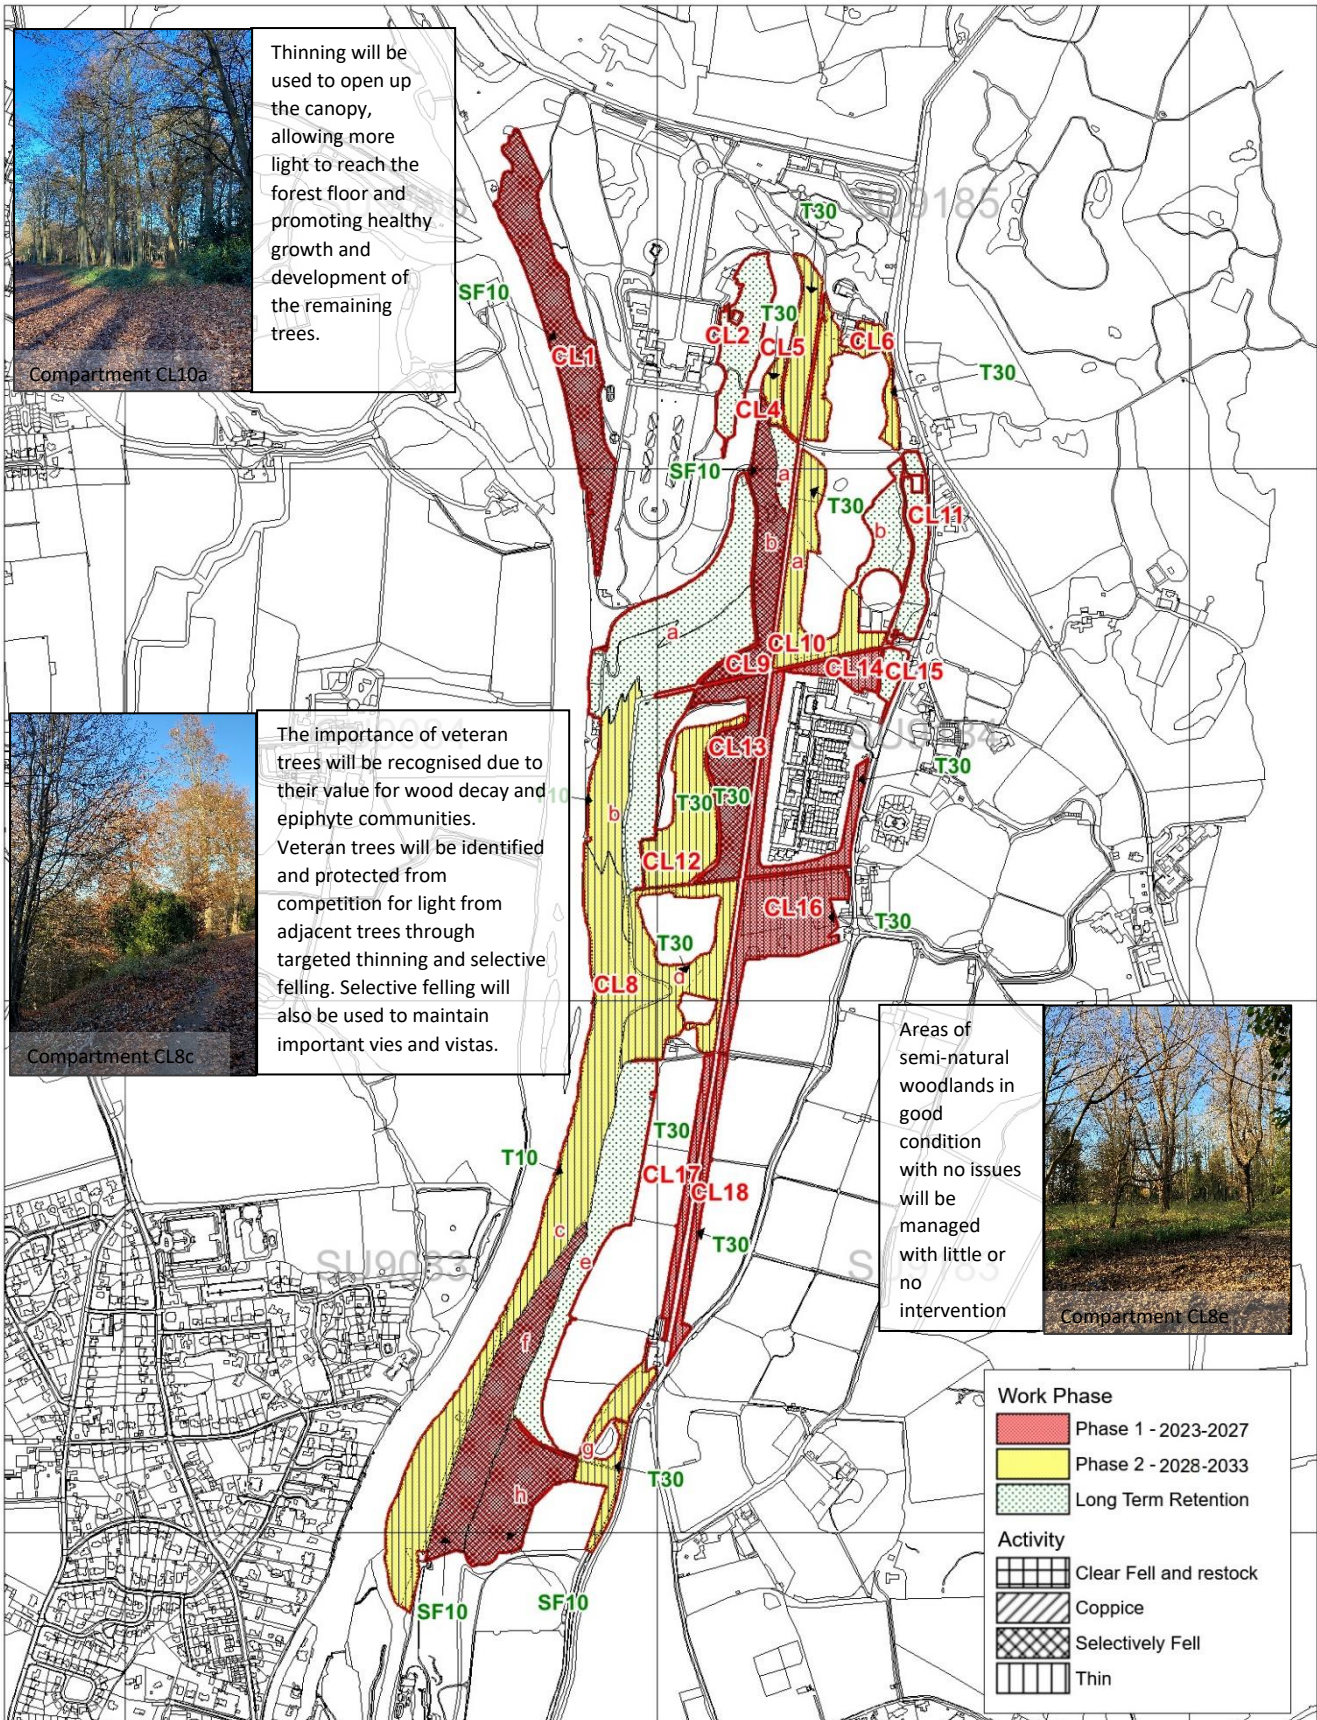 Thinning will be
used to open up
the canopy,
allowing more
light to reach the
forest floor and
promoting healthy
growth and
development of
the remaining
trees.
Compartment CL10a
SU9185
T30
SF10
CL1
CL2
T30
CL5
CL6
T30
CL4
SF10
a
T30
b
CL11
b
a
a
CL10
CL9
CL14
CL15
The importance of veteran
trees will be recognised due to
their value for wood decay and
epiphyte communities.
Veteran trees will be identified
and protected from
competition for light from
adjacent trees through
targeted thinning and selective
felling. Selective felling will
also be used to maintain
important vies and vistas.
Compartment CL8c
CL13
T30
T30
T30
b
CL12
CL16
T30
T30
d
CL8
Areas of
semi-natural
woodlands in
good
condition
with no issues
will be
managed
with little or
no
intervention
Compartment CL8e
T30
T10
CL17
CL18
c
T30
SU9083
e
f
g
T30
h
SF10
SF10
Work Phase
Phase 1 - 2023-2027
Phase 2 - 2028-2033
Long Term Retention
Activity
Clear Fell and restock
Coppice
Selectively Fell
Thin